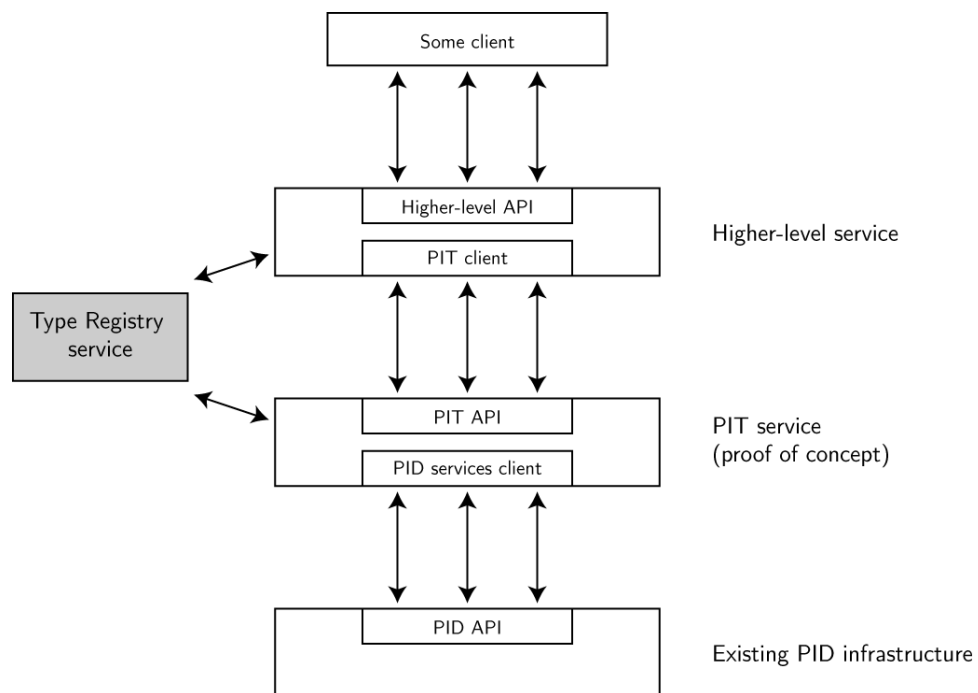 Some client
Higher-level API
Higher-level service
PIT client
Type Registry
service
PIT API
PIT service
(proof of concept)
PID services client
PID API
Existing PID infrastructure